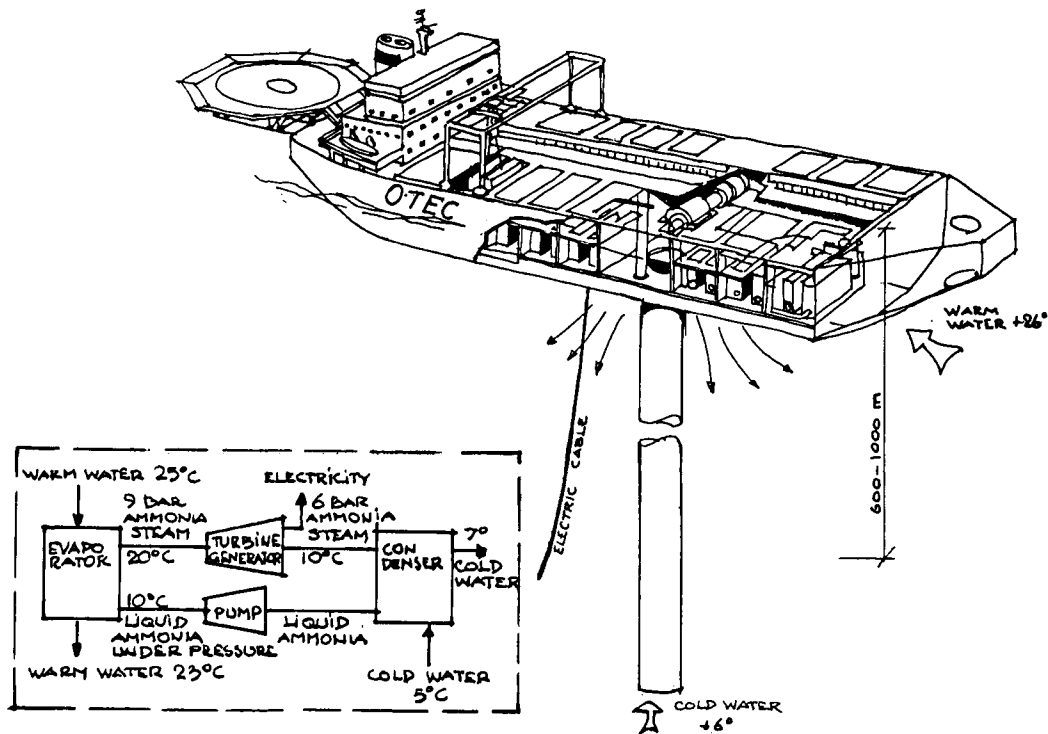 O-TEC
WARM
WATER +26°
600-1000 m
ELECTRIC CABLE
COLD WATER
+6°
WARM WATER 25°C
ELECTRICITY
9 BAR
AMMONIA
STEAM
6 BAR
AMMONIA
STEAM
EVAPO
RATOR
20°C
TURBINE
GENERATOR
10°C
CON
DENSER
7°
COLD
WATER
10°C
LIQUID
AMMONIA
UNDER PRESSURE
PUMP
LIQUID
AMMONIA
WARM WATER 23°C
COLD WATER
5°C